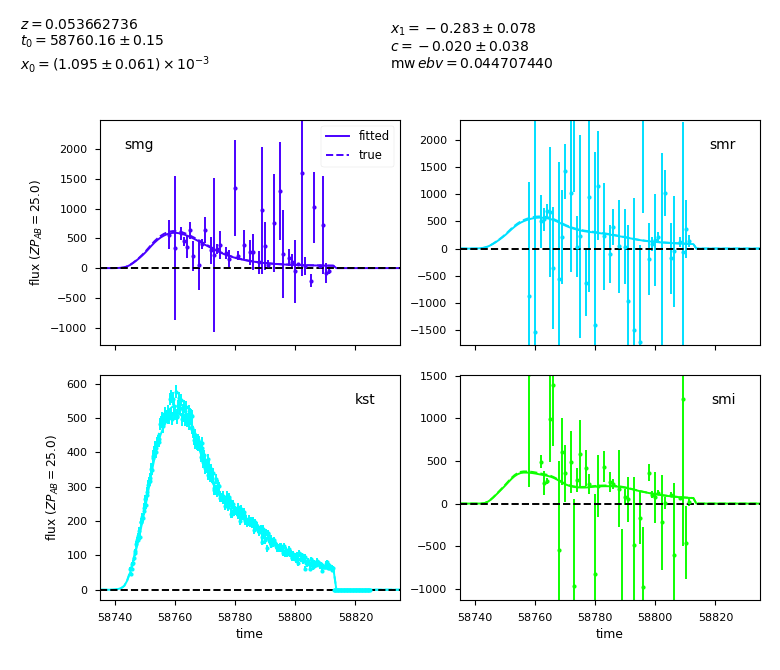 z = 0.053662736
t₀ = 58760.16 ± 0.15
x₀ = (1.095 ± 0.061) × 10⁻³
x₁ = −0.283 ± 0.078
c = −0.020 ± 0.038
mw ebv = 0.044707440
smg
fitted
true
flux (ZP_AB = 25.0)
2000
1500
1000
500
0
−500
−1000
smr
2000
1500
1000
500
0
−500
−1000
−1500
kst
flux (ZP_AB = 25.0)
600
500
400
300
200
100
0
58740 58760 58780 58800 58820
time
smi
1500
1000
500
0
−500
−1000
58740 58760 58780 58800 58820
time